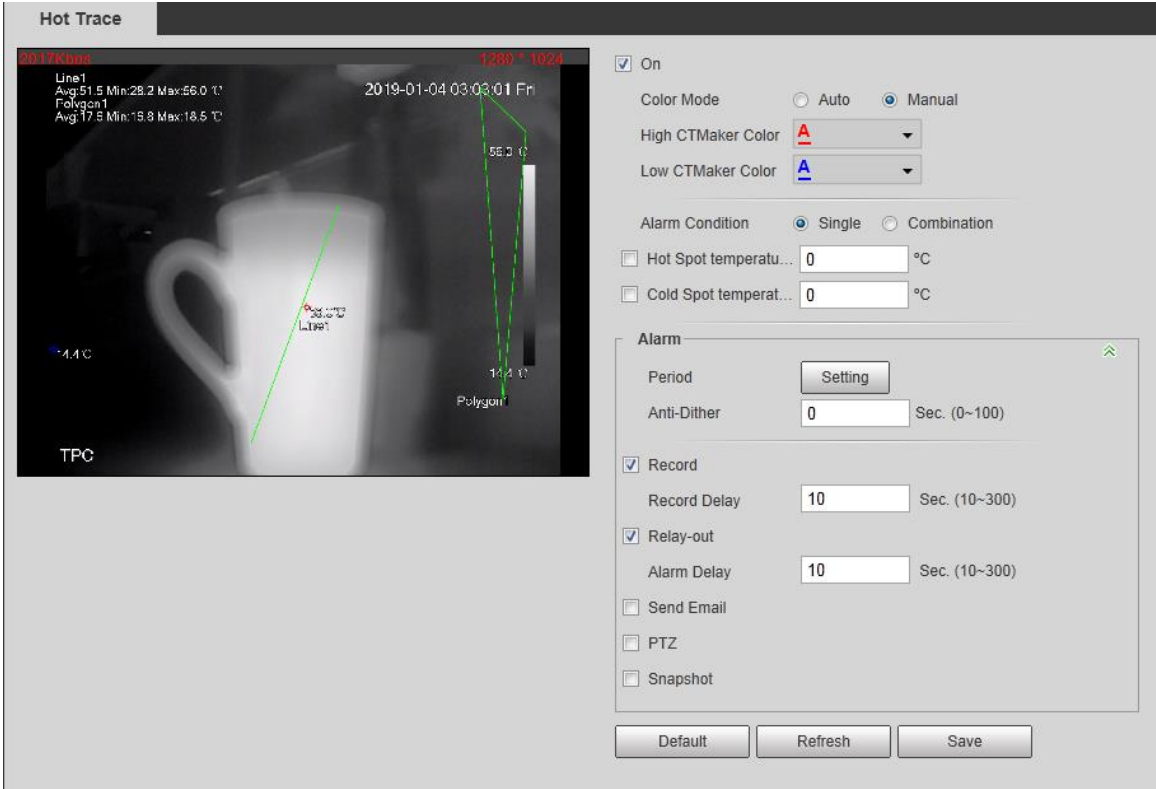 Hot Trace
2017Kbps
1280 * 1024
Line1
Avg:51.5 Min:28.2 Max:56.0 ℃
Polygon1
Avg:17.5 Min:15.8 Max:18.5 ℃
2019-01-04 03:03:01 Fri
℃
Line1
14.4 ℃
Polygon1
TPC
On
Color Mode Auto Manual
High CTMaker Color A
Low CTMaker Color A
Alarm Condition Single Combination
Hot Spot temperatu... 0 ºC
Cold Spot temperat... 0 ºC
Alarm
Period Setting
Anti-Dither 0 Sec. (0~100)
Record
Record Delay 10 Sec. (10~300)
Relay-out
Alarm Delay 10 Sec. (10~300)
Send Email
PTZ
Snapshot
Default Refresh Save